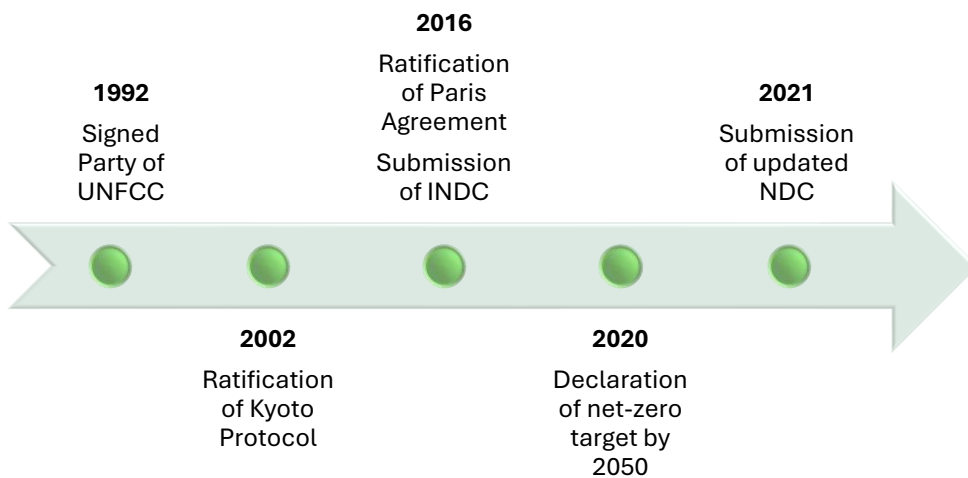 1992
Signed
Party of
UNFCC
2002
Ratification
of Kyoto
Protocol
2016
Ratification
of Paris
Agreement
Submission
of INDC
2020
Declaration
of net-zero
target by
2050
2021
Submission
of updated
NDC